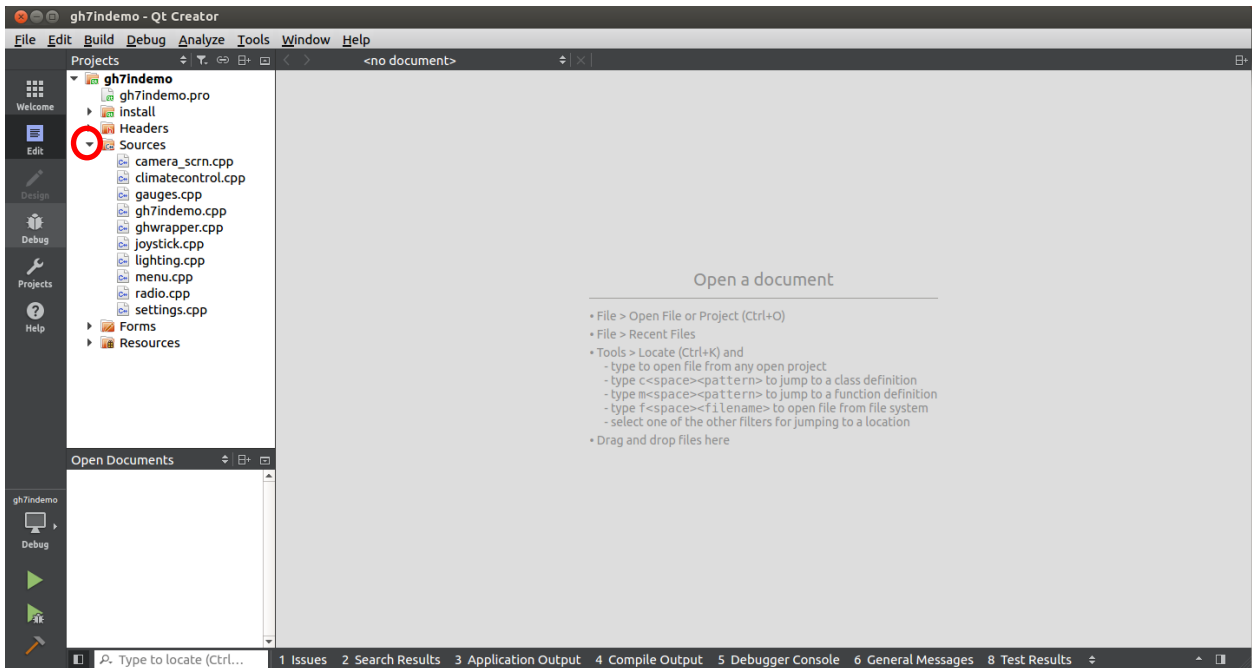 gh7indemo - Qt Creator
File Edit Build Debug Analyze Tools Window Help
Projects
<no document>
Welcome
Edit
Design
Debug
Projects
Help
gh7indemo
gh7indemo.pro
install
Headers
Sources
camera_scrn.cpp
climatecontrol.cpp
gauges.cpp
gh7indemo.cpp
ghwrapper.cpp
joystick.cpp
lighting.cpp
menu.cpp
radio.cpp
settings.cpp
Forms
Resources
Open a document
• File > Open File or Project (Ctrl+O)
• File > Recent Files
• Tools > Locate (Ctrl+K) and
- type to open file from any open project
- type c<space><pattern> to jump to a class definition
- type m<space><pattern> to jump to a function definition
- type f<space><filename> to open file from file system
- select one of the other filters for jumping to a location
• Drag and drop files here
Open Documents
gh7indemo
Debug
Type to locate (Ctrl...
1 Issues 2 Search Results 3 Application Output 4 Compile Output 5 Debugger Console 6 General Messages 8 Test Results